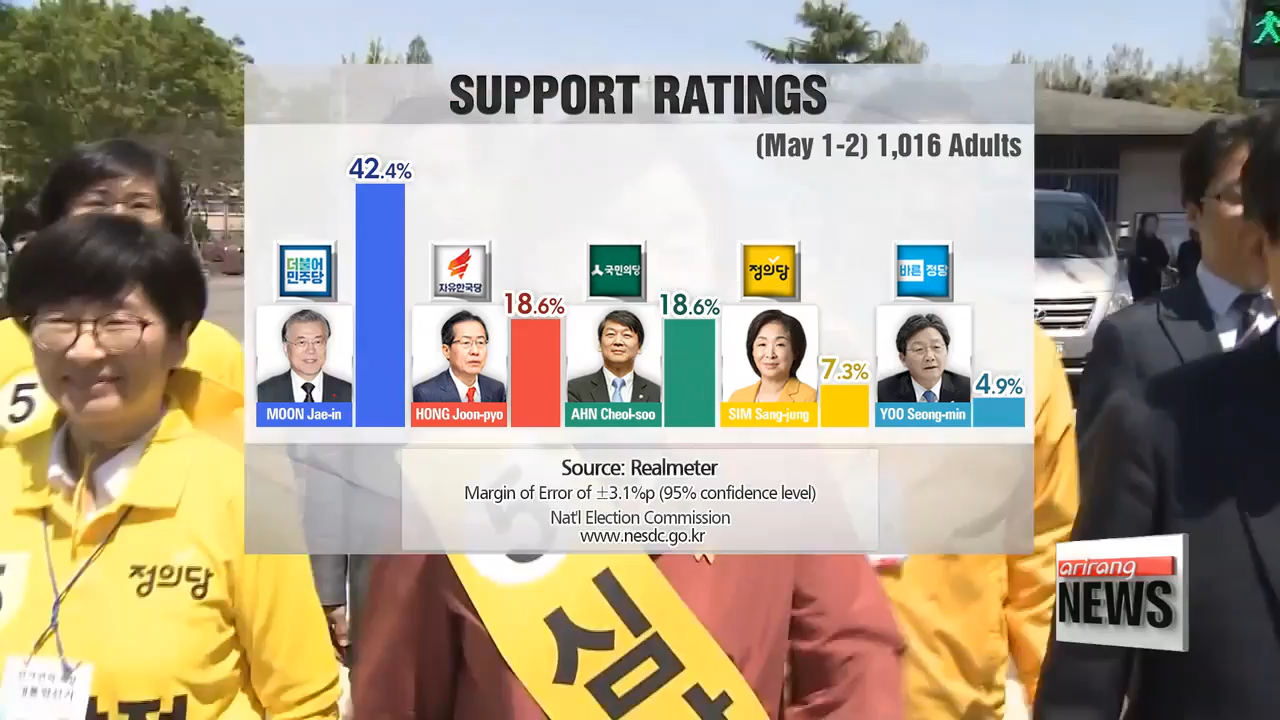 SUPPORT RATINGS
(May 1-2) 1,016 Adults
42.4%
18.6%
18.6%
7.3%
4.9%
더불어
민주당
자유한국당
국민의당
정의당
바른정당
MOON Jae-in
HONG Joon-pyo
AHN Cheol-soo
SIM Sang-jung
YOO Seong-min
Source: Realmeter
Margin of Error of ±3.1%p (95% confidence level)
Nat'l Election Commission
www.nesdc.go.kr
arirang
NEWS
5
정의당
5
심